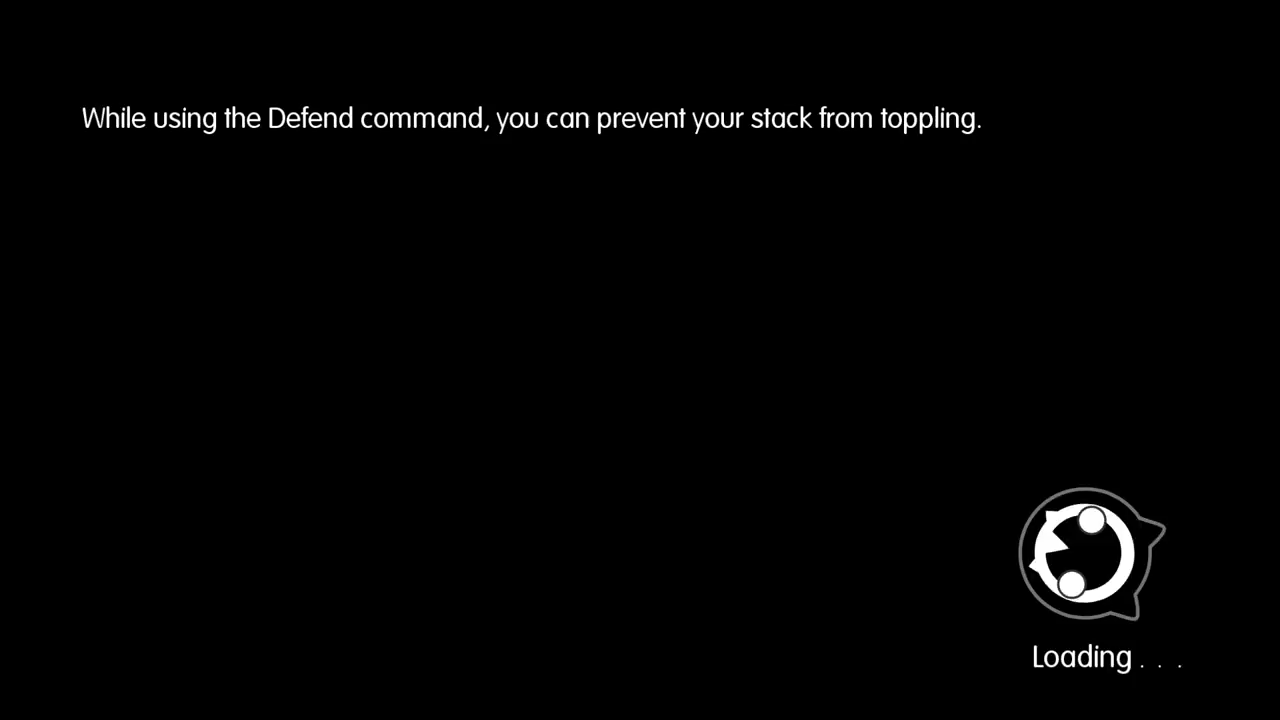 While using the Defend command, you can prevent your stack from toppling.
Loading . . .